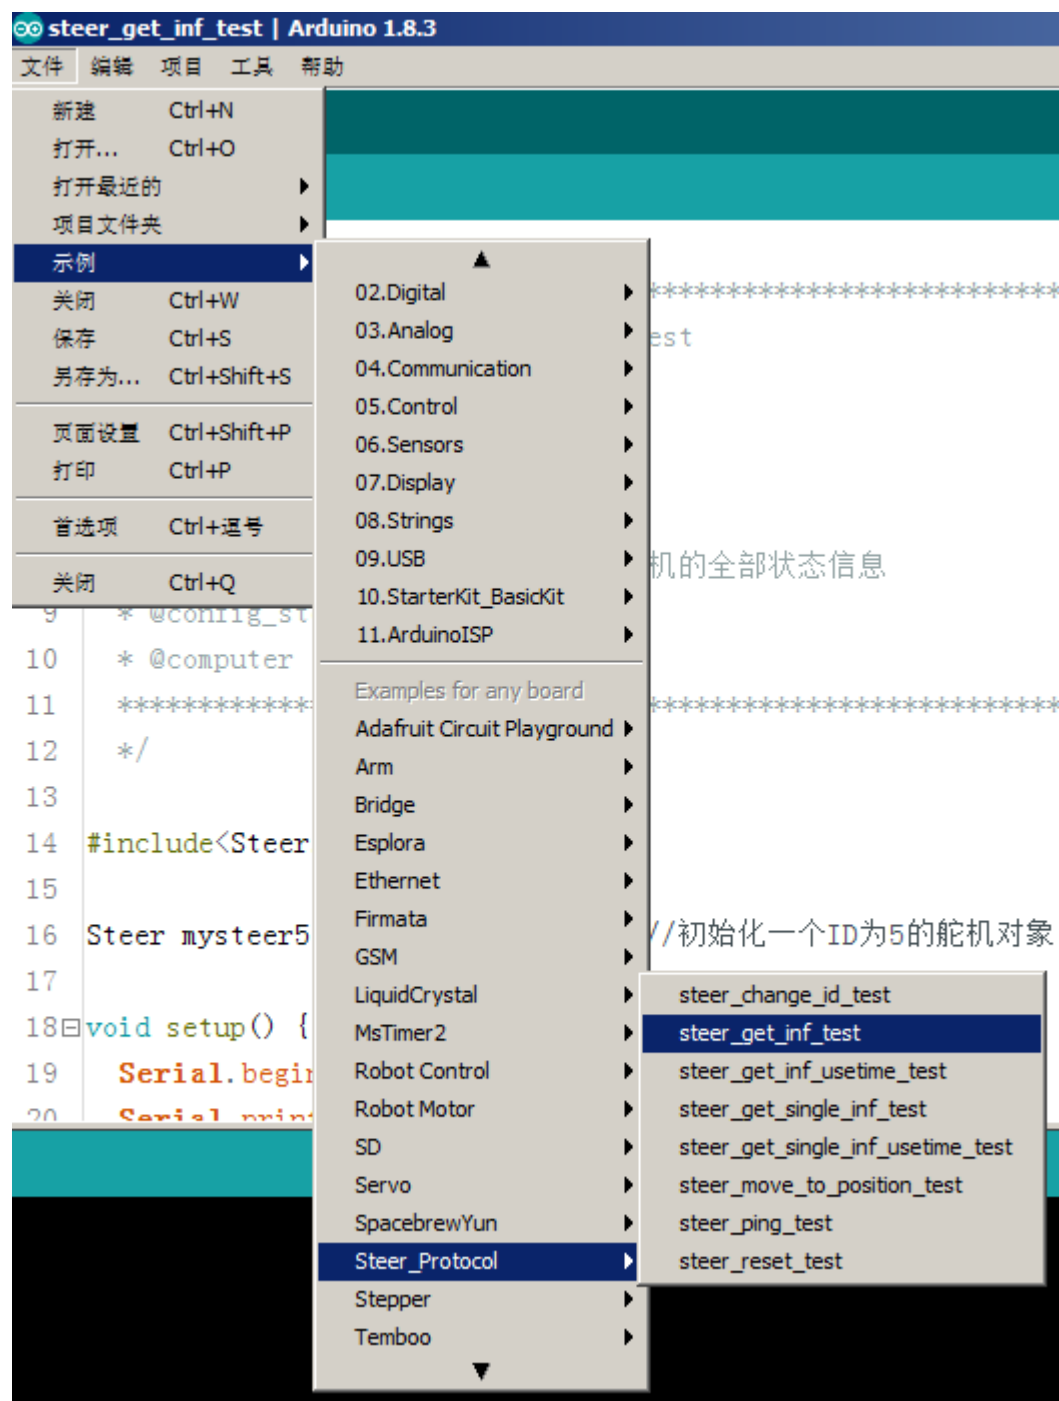 steer_get_inf_test | Arduino 1.8.3
文件 编辑 项目 工具 帮助
新建 Ctrl+N
打开... Ctrl+O
打开最近的
项目文件夹
示例
关闭 Ctrl+W
保存 Ctrl+S
另存为... Ctrl+Shift+S
页面设置 Ctrl+Shift+P
打印 Ctrl+P
首选项 Ctrl+逗号
关闭 Ctrl+Q
02.Digital
03.Analog
04.Communication
05.Control
06.Sensors
07.Display
08.Strings
09.USB
10.StarterKit_BasicKit
11.ArduinoISP
Examples for any board
Adafruit Circuit Playground
Arm
Bridge
Esplora
Ethernet
Firmata
GSM
LiquidCrystal
MsTimer2
Robot Control
Robot Motor
SD
Servo
SpacebrewYun
Steer_Protocol
Stepper
Temboo
steer_change_id_test
steer_get_inf_test
steer_get_inf_usetime_test
steer_get_single_inf_test
steer_get_single_inf_usetime_test
steer_move_to_position_test
steer_ping_test
steer_reset_test
***************************
est
机的全部状态信息
9 * @config_st
10 * @computer
11 ************* ***************************
12 */
13
14 #include<Steer
15
16 Steer mysteer5 //初始化一个ID为5的舵机对象
17
18 void setup() {
19 Serial.begin
20 Serial.print